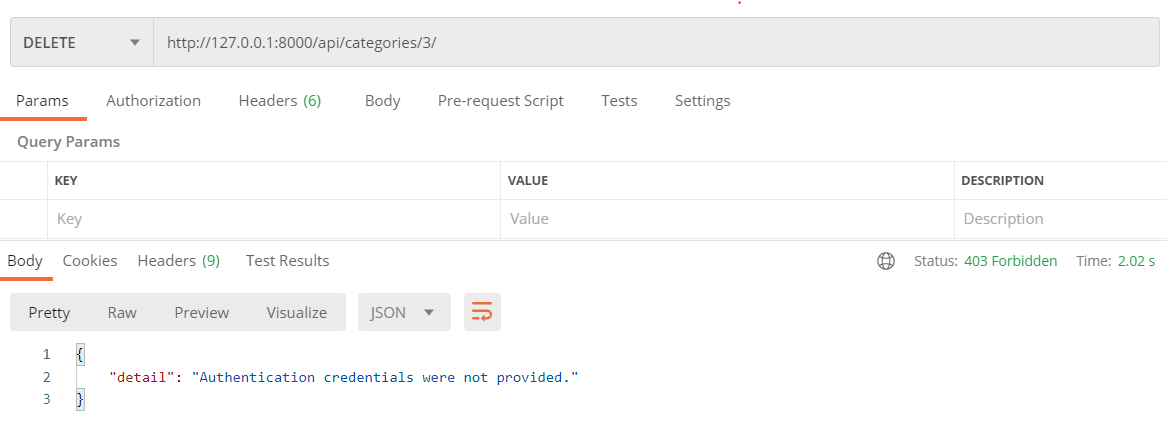 DELETE http://127.0.0.1:8000/api/categories/3/
Params Authorization Headers (6) Body Pre-request Script Tests Settings
Query Params
KEY VALUE DESCRIPTION
Key Value Description
Body Cookies Headers (9) Test Results Status: 403 Forbidden Time: 2.02 s
Pretty Raw Preview Visualize JSON
1 {
2 "detail": "Authentication credentials were not provided."
3 }